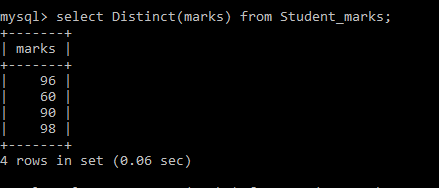 mysql> select Distinct(marks) from Student_marks;
+-------+
| marks |
+-------+
|    96 |
|    60 |
|    90 |
|    98 |
+-------+
4 rows in set (0.06 sec)